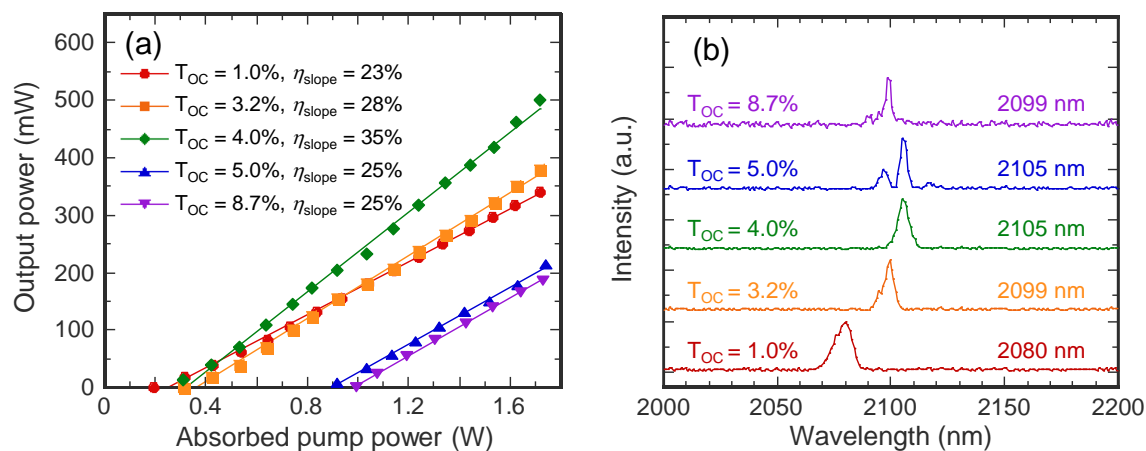 (a)
Output power (mW)
600
500
400
300
200
100
0
T_OC = 1.0%, η_slope = 23%
T_OC = 3.2%, η_slope = 28%
T_OC = 4.0%, η_slope = 35%
T_OC = 5.0%, η_slope = 25%
T_OC = 8.7%, η_slope = 25%
0 0.4 0.8 1.2 1.6
Absorbed pump power (W)
(b)
Intensity (a.u.)
T_OC = 8.7% 2099 nm
T_OC = 5.0% 2105 nm
T_OC = 4.0% 2105 nm
T_OC = 3.2% 2099 nm
T_OC = 1.0% 2080 nm
2000 2050 2100 2150 2200
Wavelength (nm)